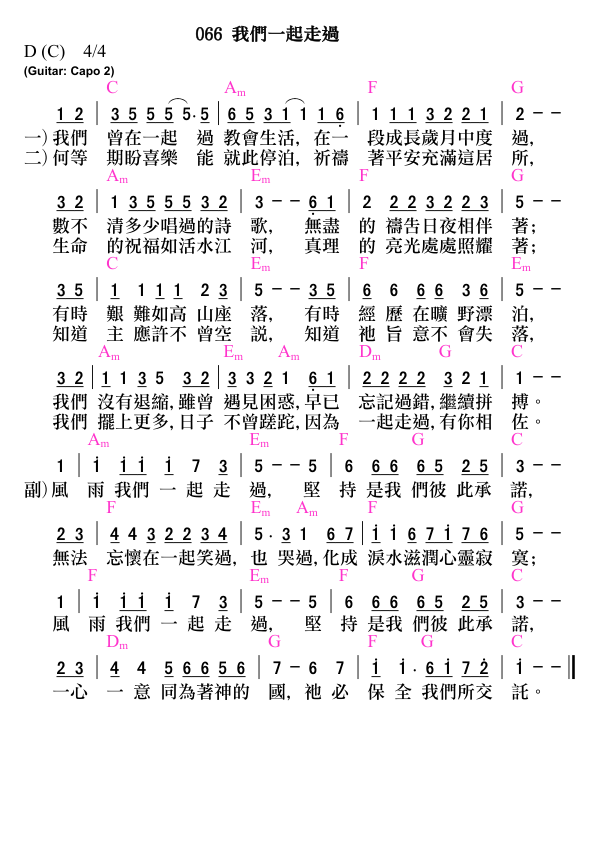 066 我們一起走過
D (C) 4/4
(Guitar: Capo 2)
C Am F G
1 2 | 3 5 5 5 5· 5 | 6 5 3 1 1 1 6 | 1 1 1 3 2 2 1 | 2 – –
一) 我們 曾在一起 過 教會生活, 在一 段成長歲月中度 過,
二) 何等 期盼喜樂 能 就此停泊, 祈禱 著平安充滿這居 所,
Am Em F G
3 2 | 1 3 5 5 5 3 2 | 3 – – 6 1 | 2 2 2 3 2 2 3 | 5 – –
數不 清多少唱過的詩 歌, 無盡 的 禱告日夜相伴 著;
生命 的祝福如活水江 河, 真理 的 亮光處處照耀 著;
C Em F Em
3 5 | 1 1 1 1 2 3 | 5 – – 3 5 | 6 6 6 6 3 6 | 5 – –
有時 艱 難如高 山座 落, 有時 經 歷 在曠 野漂 泊,
知道 主 應許不 曾空 説, 知道 祂 旨 意不 會失 落,
Am Em Am Dm G C
3 2 | 1 1 3 5 3 2 | 3 3 2 1 6 1 | 2 2 2 2 3 2 1 | 1 – –
我們 沒有退縮, 雖曾 遇見困惑, 早已 忘記過錯, 繼續拼 搏。
我們 擺上更多, 日子 不曾蹉跎, 因為 一起走過, 有你相 佐。
Am Em F G C
1 | i i i i 7 3 | 5 – – 5 | 6 6 6 6 5 2 5 | 3 – –
副) 風 雨 我們 一 起 走 過, 堅 持 是我 們彼 此承 諾,
F Em Am F G
2 3 | 4 4 3 2 2 3 4 | 5 · 3 1 6 7 | i i 6 7 i 7 6 | 5 – –
無法 忘懷在一起笑過, 也 哭過, 化成 淚水滋潤心靈寂 寞;
F Em F G C
1 | i i i i 7 3 | 5 – – 5 | 6 6 6 6 5 2 5 | 3 – –
風 雨 我們 一 起 走 過, 堅 持 是我 們彼 此承 諾,
Dm G F G C
2 3 | 4 4 5 6 6 5 6 | 7 – 6 7 | i i · 6 i 7 2 | i – – ‖
一心 一 意 同為著神的 國, 祂 必 保 全 我們所交 託。